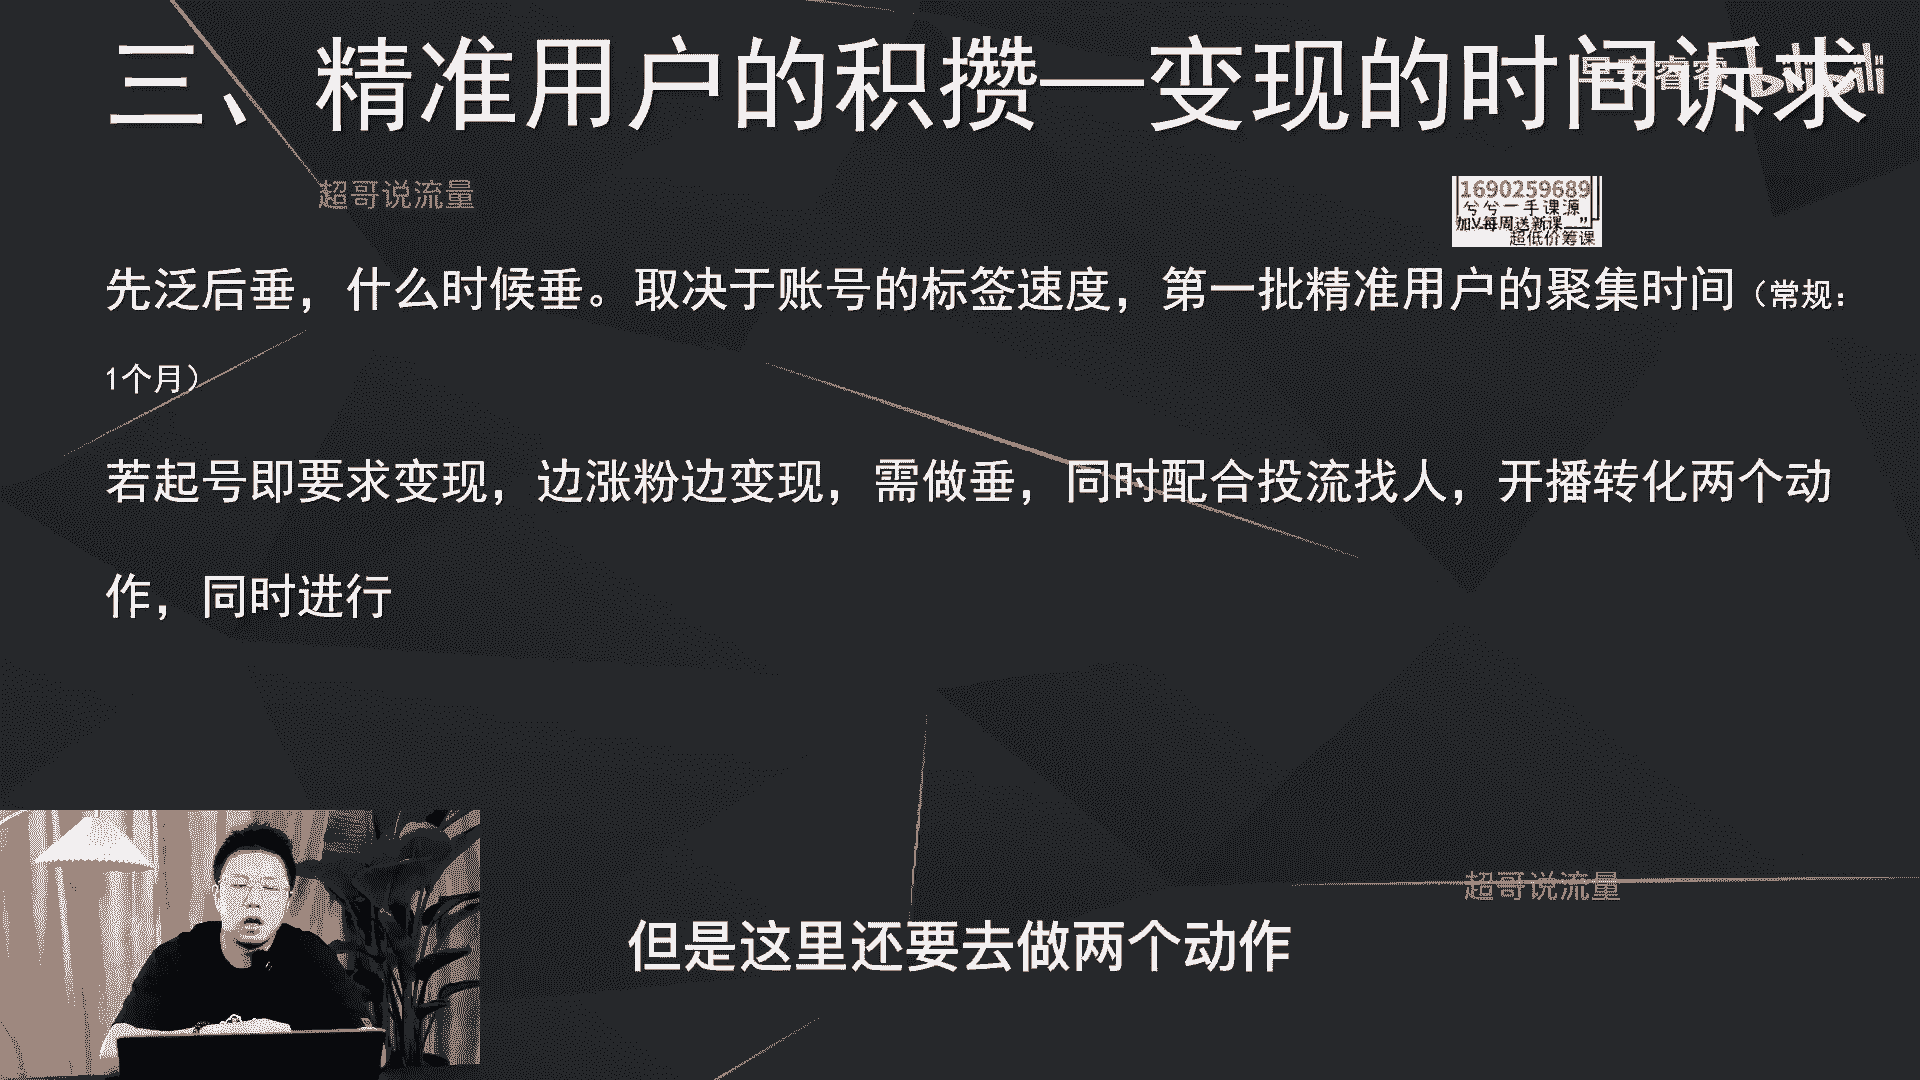 三、精准用户的积攒—变现的时间诉求
超哥说流量
1690259689
兮兮一手课源
加V每周送新课
超低价筹课
先泛后垂，什么时候垂。取决于账号的标签速度，第一批精准用户的聚集时间（常规：
1个月）
若起号即要求变现，边涨粉边变现，需做垂，同时配合投流找人，开播转化两个动
作，同时进行
超哥说流量
但是这里还要去做两个动作